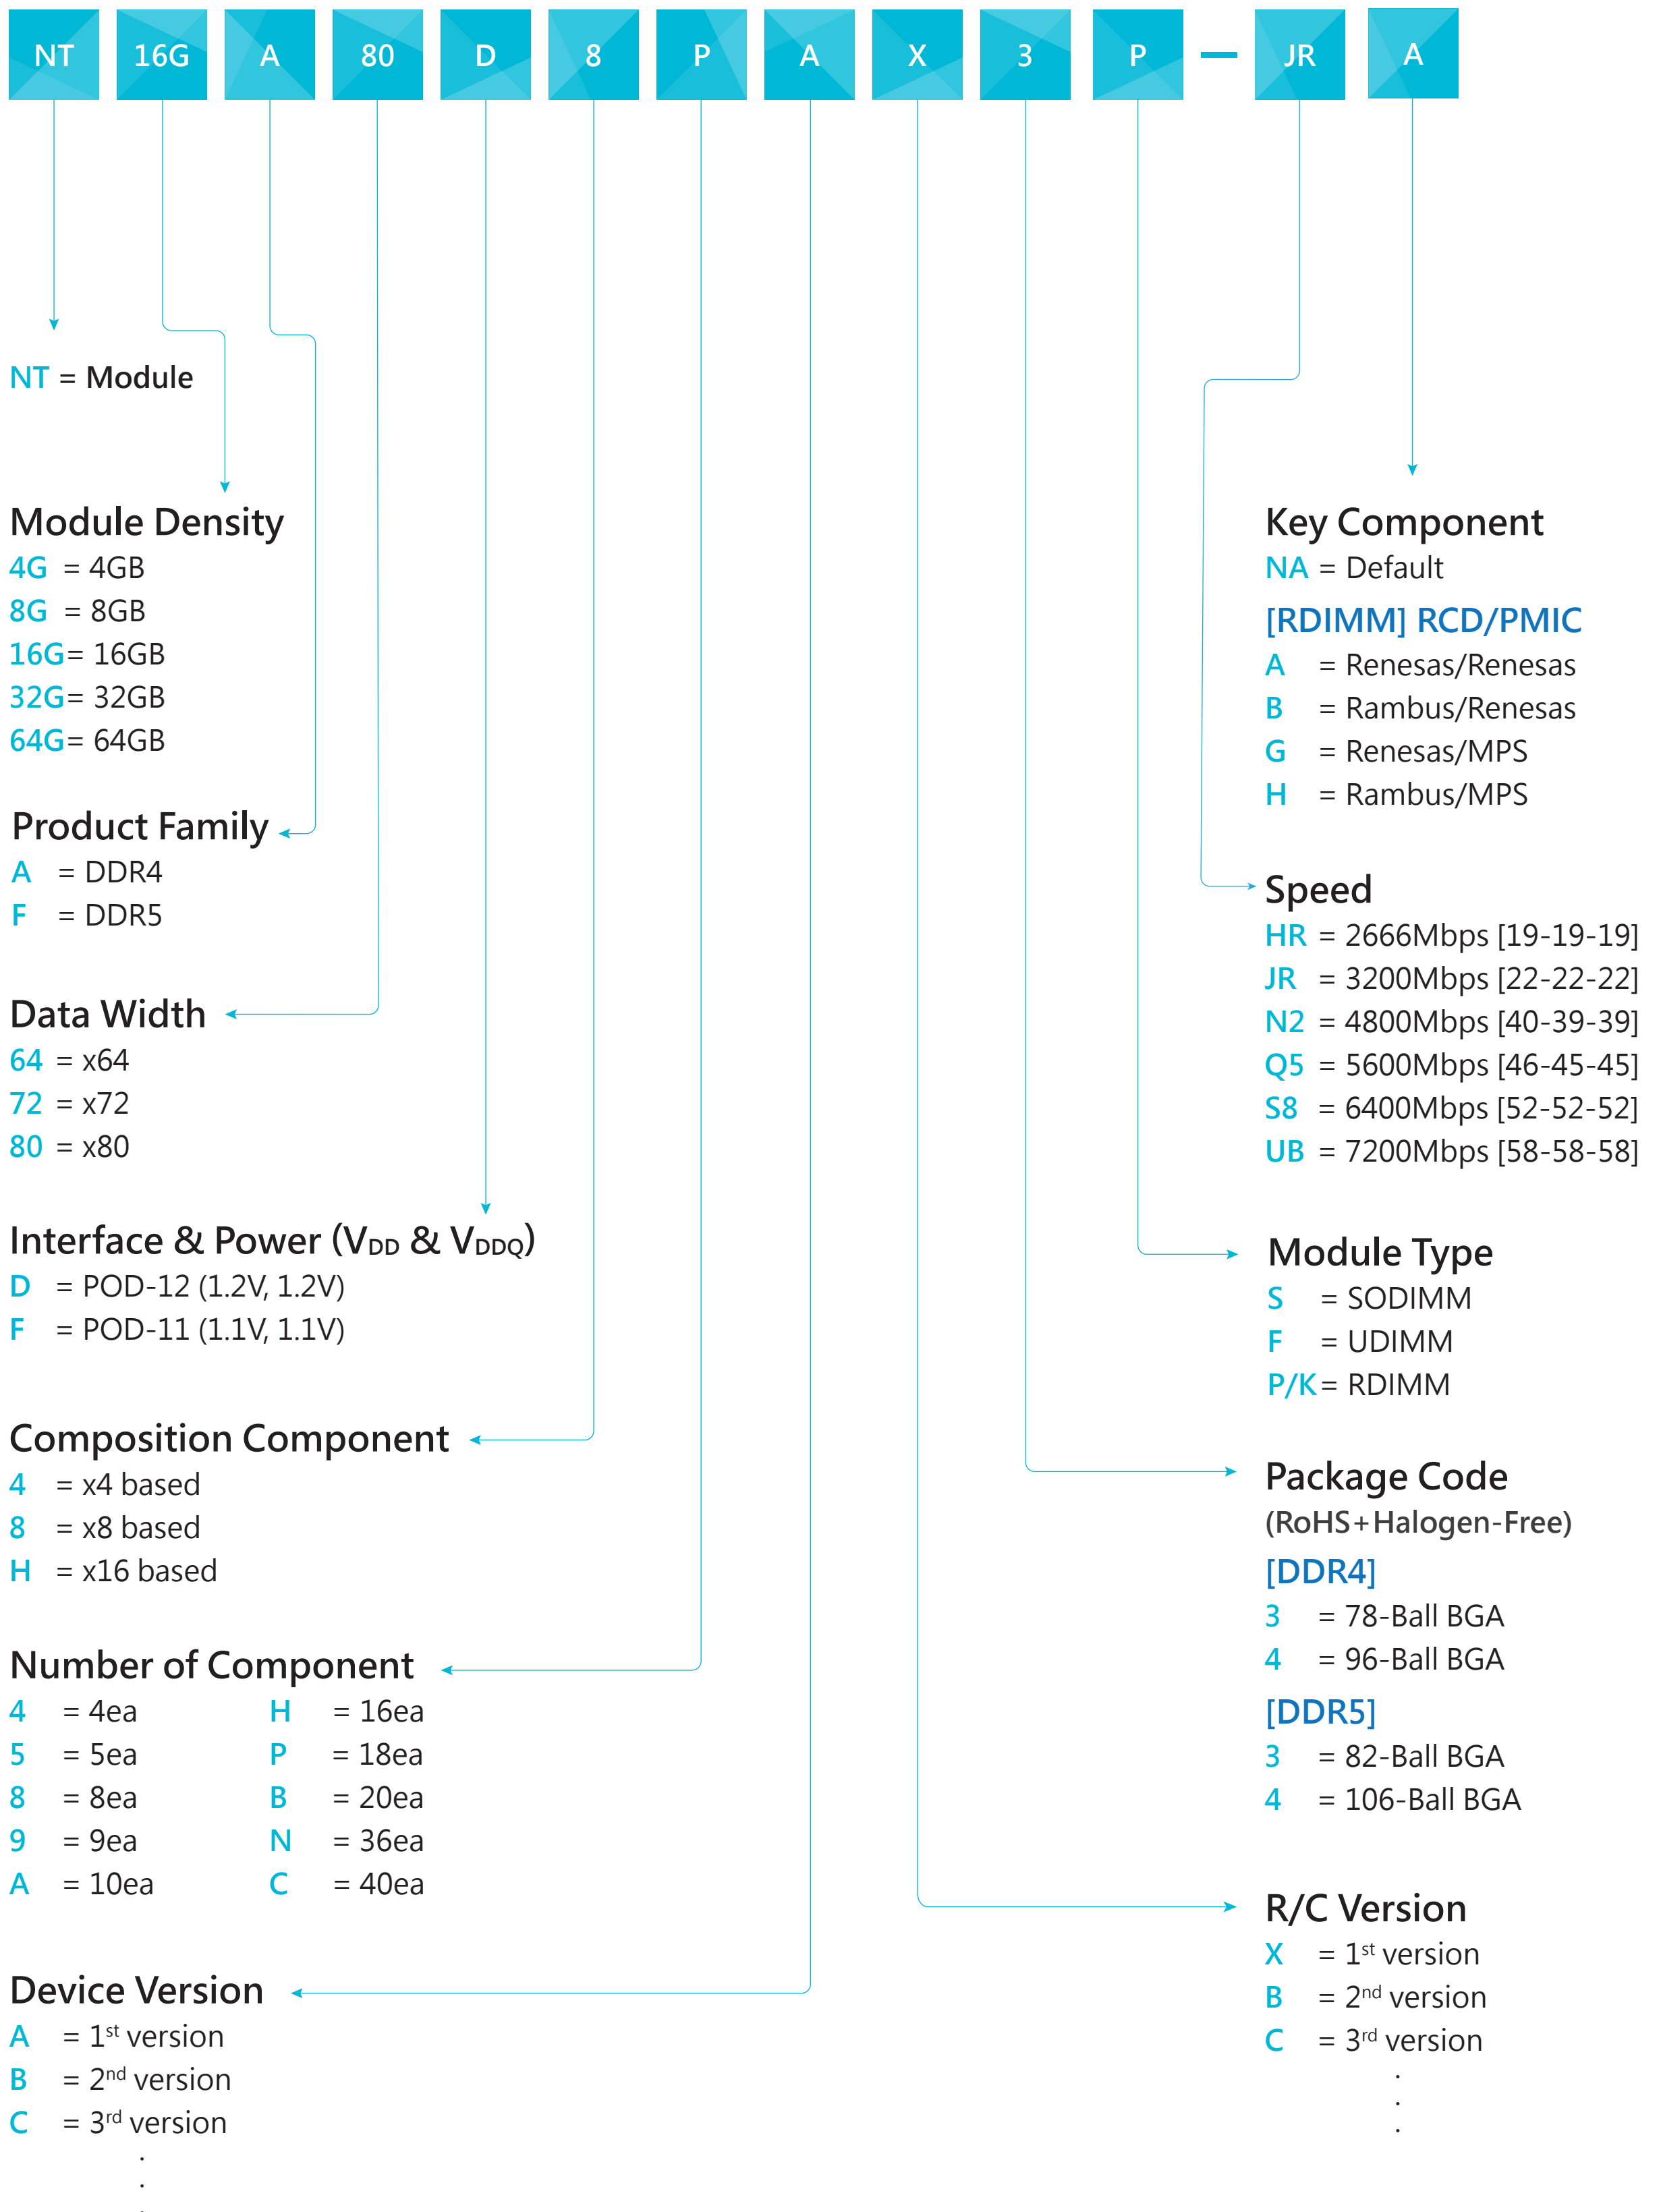 NT 16G A 80 D 8 P A X 3 P – JR A
NT = Module
Module Density
4G = 4GB
8G = 8GB
16G= 16GB
32G= 32GB
64G= 64GB
Product Family
A = DDR4
F = DDR5
Data Width
64 = x64
72 = x72
80 = x80
Interface & Power (VDD & VDDQ)
D = POD-12 (1.2V, 1.2V)
F = POD-11 (1.1V, 1.1V)
Composition Component
4 = x4 based
8 = x8 based
H = x16 based
Number of Component
4 = 4ea
5 = 5ea
8 = 8ea
9 = 9ea
A = 10ea
H = 16ea
P = 18ea
B = 20ea
N = 36ea
C = 40ea
Device Version
A = 1st version
B = 2nd version
C = 3rd version
.
.
.
Key Component
NA = Default
[RDIMM] RCD/PMIC
A = Renesas/Renesas
B = Rambus/Renesas
G = Renesas/MPS
H = Rambus/MPS
Speed
HR = 2666Mbps [19-19-19]
JR = 3200Mbps [22-22-22]
N2 = 4800Mbps [40-39-39]
Q5 = 5600Mbps [46-45-45]
S8 = 6400Mbps [52-52-52]
UB = 7200Mbps [58-58-58]
Module Type
S = SODIMM
F = UDIMM
P/K= RDIMM
Package Code
(RoHS+Halogen-Free)
[DDR4]
3 = 78-Ball BGA
4 = 96-Ball BGA
[DDR5]
3 = 82-Ball BGA
4 = 106-Ball BGA
R/C Version
X = 1st version
B = 2nd version
C = 3rd version
.
.
.